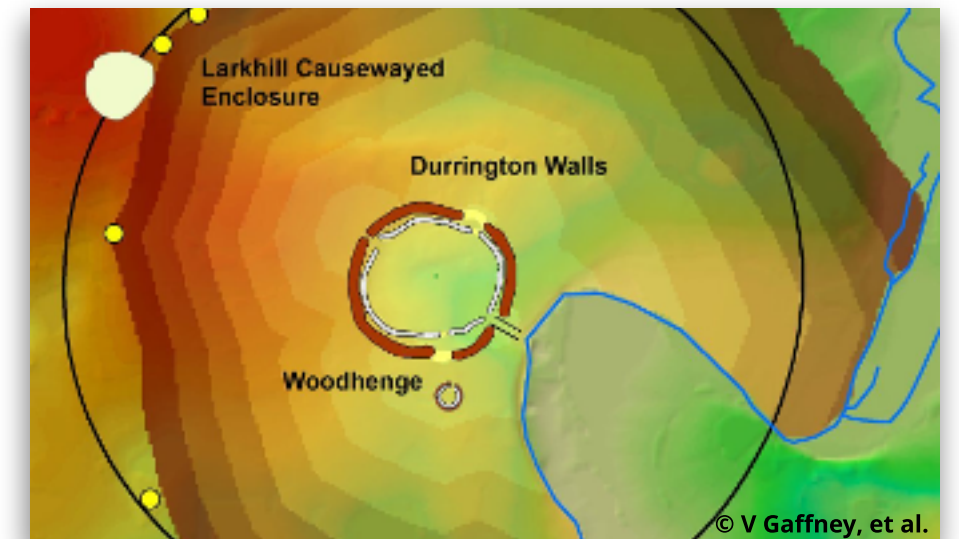 Larkhill Causewayed
Enclosure
Durrington Walls
Woodhenge
© V Gaffney, et al.